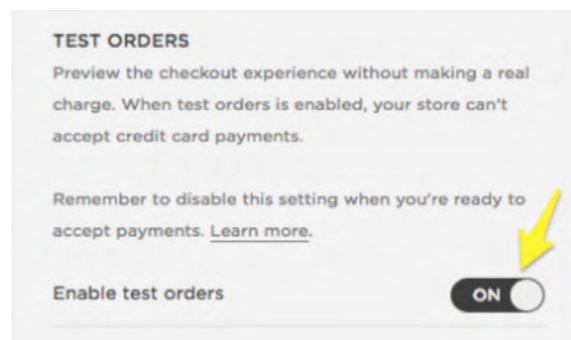 TEST ORDERS
Preview the checkout experience without making a real
charge. When test orders is enabled, your store can't
accept credit card payments.
Remember to disable this setting when you're ready to
accept payments. Learn more.
Enable test orders ON